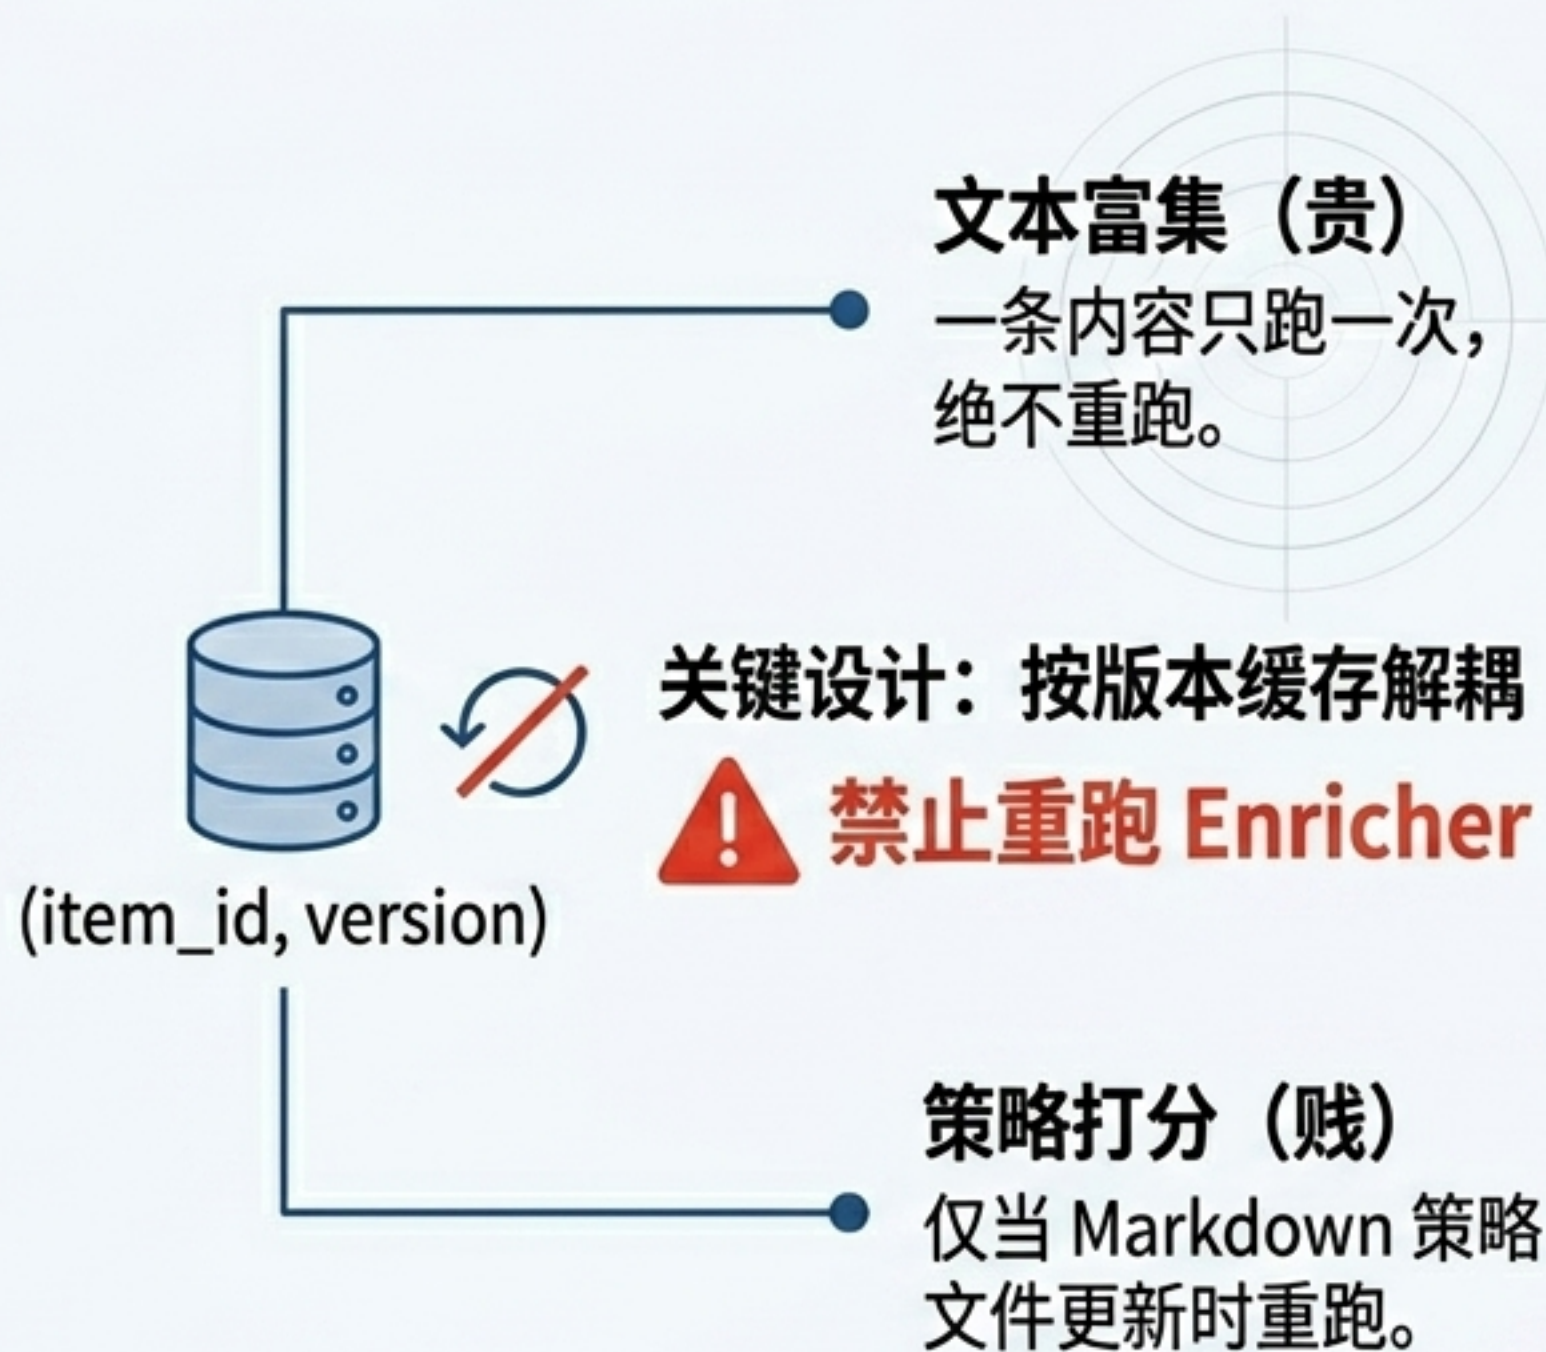 文本富集（贵）
一条内容只跑一次，
绝不重跑。
关键设计：按版本缓存解耦
禁止重跑 Enricher
(item_id, version)
策略打分（贱）
仅当 Markdown 策略
文件更新时重跑。